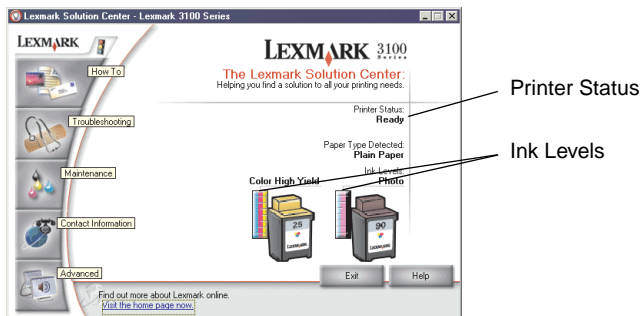 Lexmark Solution Center - Lexmark 3100 Series
LEXMARK
How To
Troubleshooting
Maintenance
Contact Information
Advanced
LEXMARK 3100
Series
The Lexmark Solution Center:
Helping you find a solution to all your printing needs.
Printer Status:
Ready
Paper Type Detected:
Plain Paper
Ink Levels:
Color High Yield
Photo
25
LEXMARK
90
LEXMARK
Exit
Help
Find out more about Lexmark online.
Visit the home page now.
Printer Status
Ink Levels